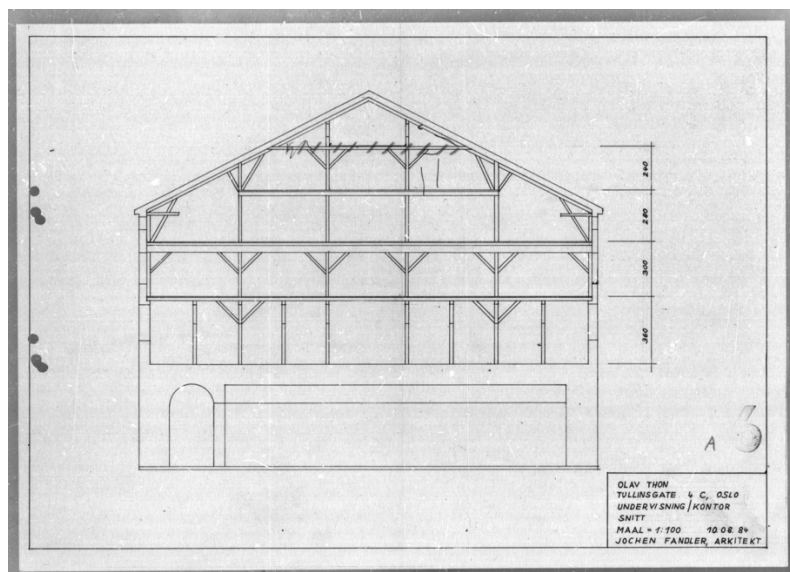 240
280
300
360
A
OLAV THON
TULLINSGATE 4 C, OSLO
UNDERVISNING/KONTOR
SNITT
MAAL = 1:100 10.08.84
JOCHEN FANDLER, ARKITEKT